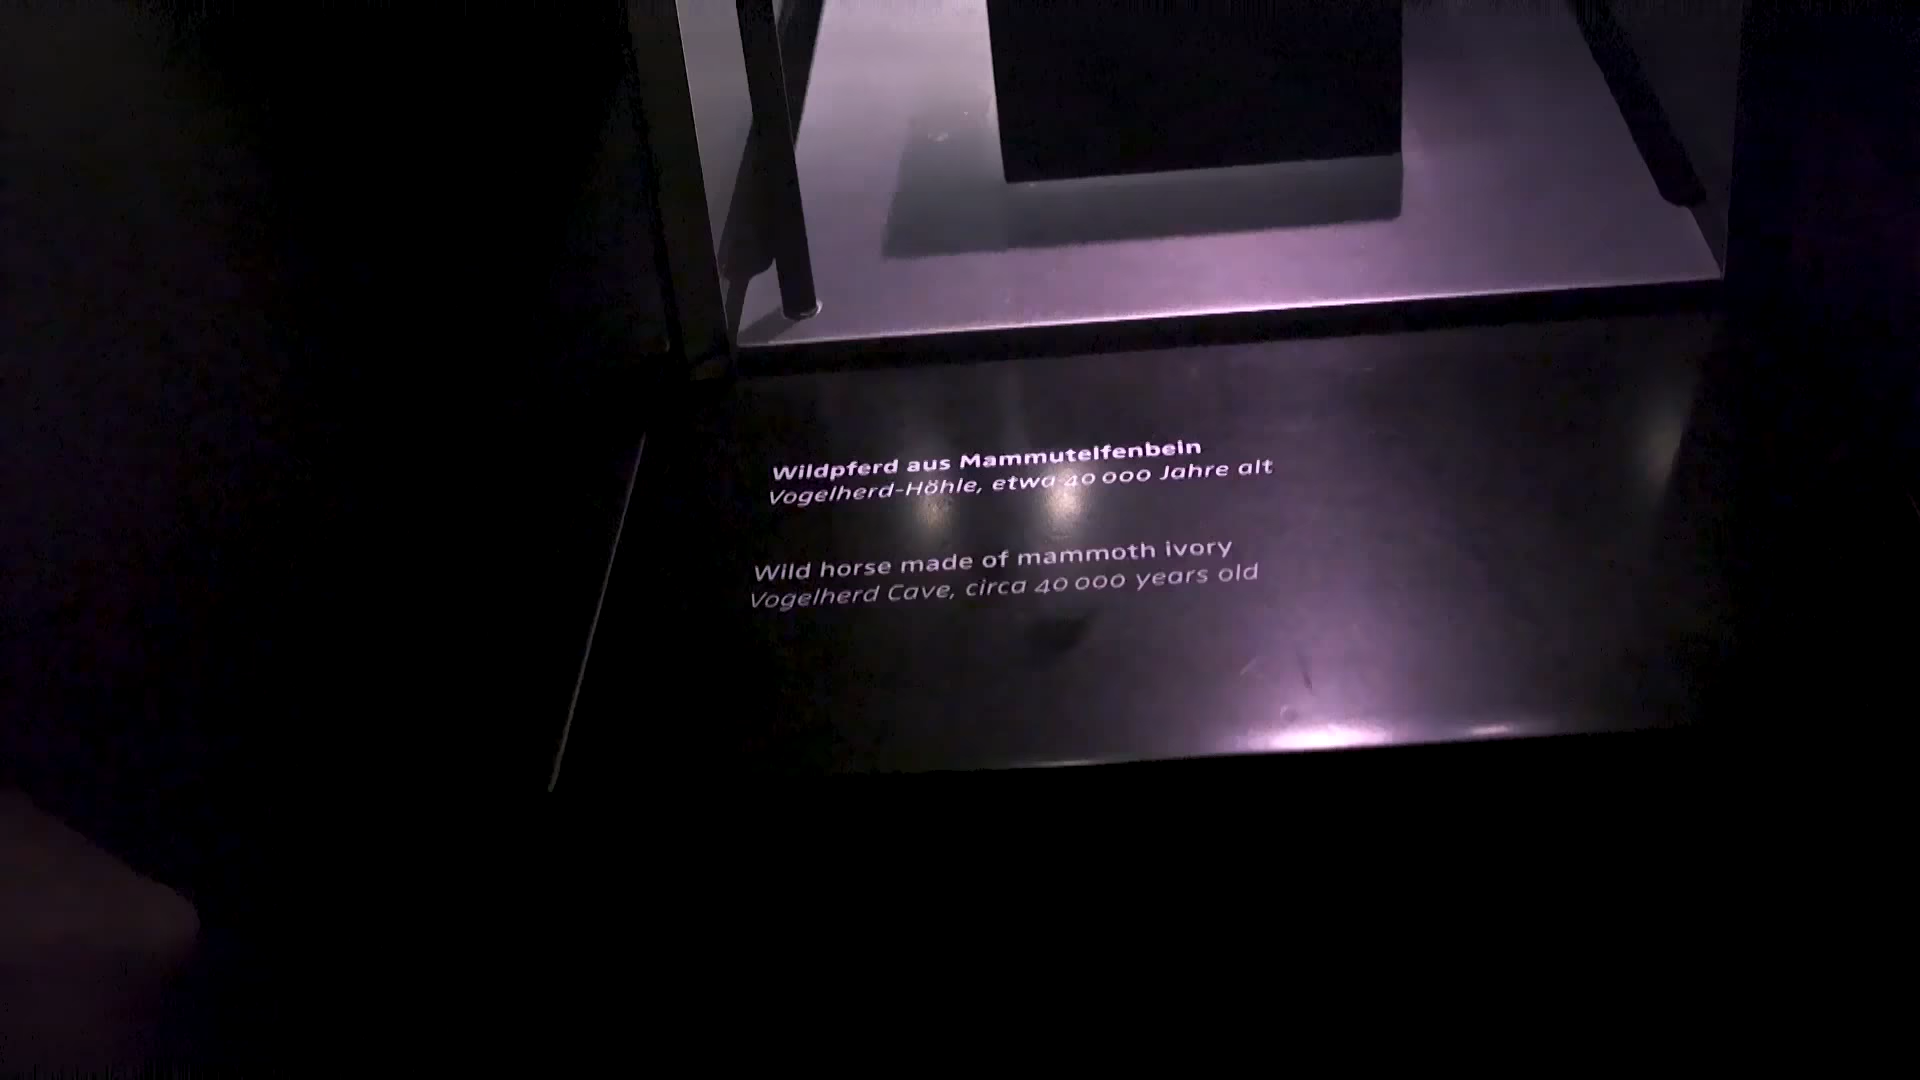 Wildpferd aus Mammutelfenbein
Vogelherd-Höhle, etwa 40 000 Jahre alt
Wild horse made of mammoth ivory
Vogelherd Cave, circa 40 000 years old